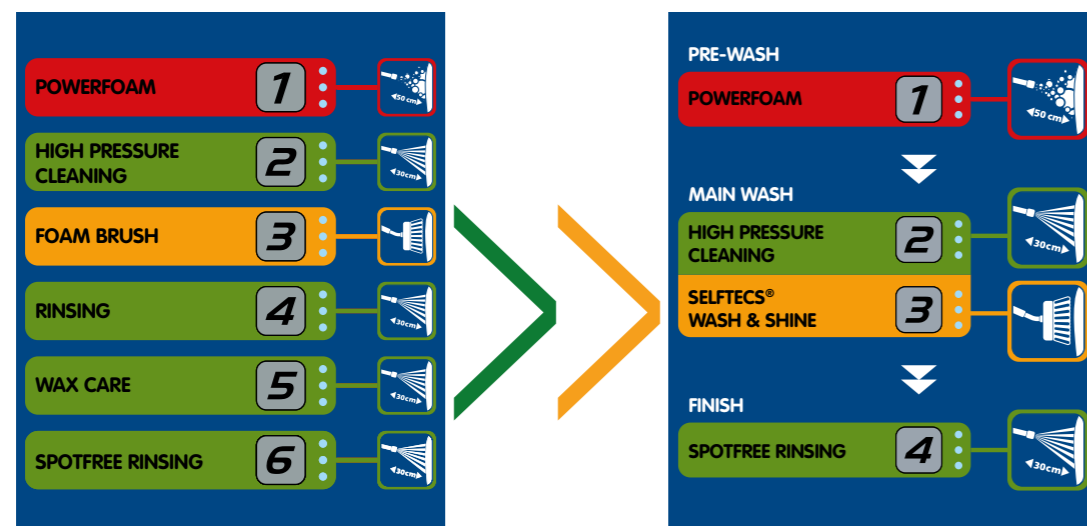 POWERFOAM 1
50 cm
HIGH PRESSURE
CLEANING
2
30cm
FOAM BRUSH 3
RINSING 4
30cm
WAX CARE 5
30cm
SPOTFREE RINSING 6
30cm
PRE-WASH
POWERFOAM 1
50 cm
MAIN WASH
HIGH PRESSURE
CLEANING
2
30cm
SELFTECS®
WASH & SHINE
3
FINISH
SPOTFREE RINSING 4
30cm